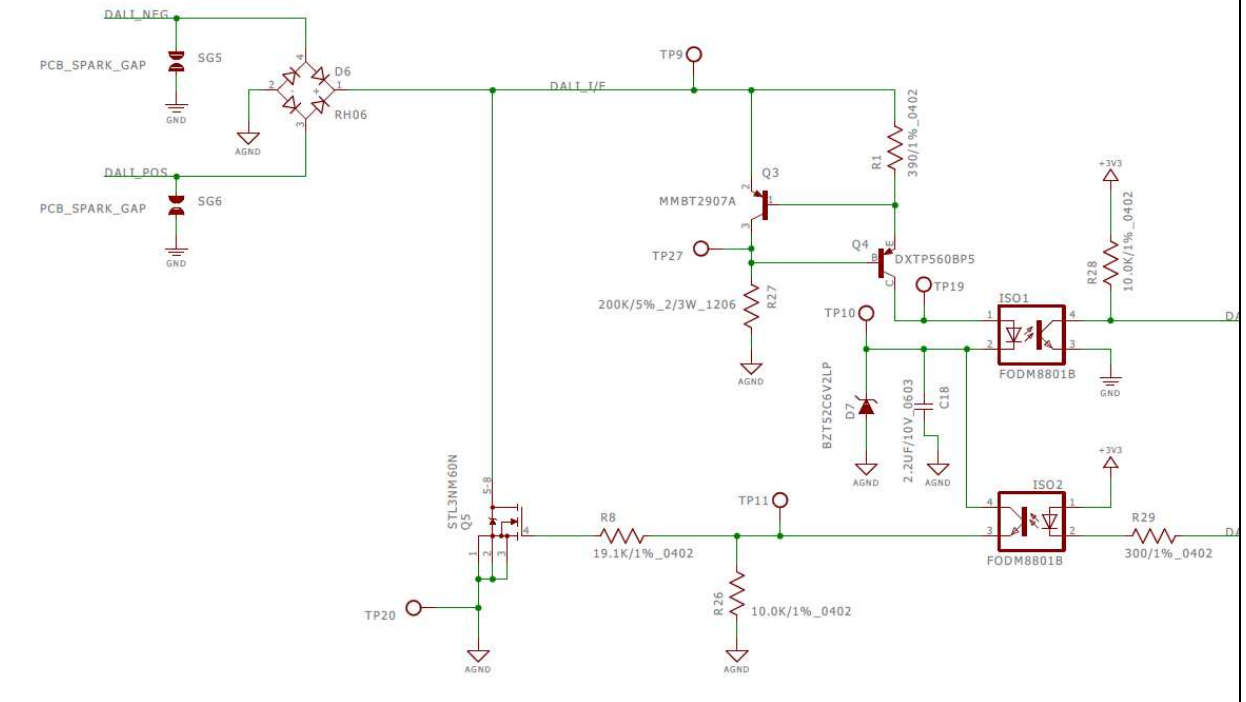 DALI_NEG
PCB_SPARK_GAP
SG5
GND
4
D6
2
1
+
RH06
3
AGND
DALI_POS
PCB_SPARK_GAP
SG6
GND
DALI_I/F
TP9
R1
390/1%_0402
Q3
MMBT2907A
2
1
3
TP27
Q4
DXTP560BP5
B
E
C
200K/5%_2/3W_1206
R27
AGND
TP10
TP19
BZT52C6V2LP
D7
AGND
2.2UF/10V_0603
C18
AGND
+3V3
R28
10.0K/1%_0402
ISO1
1
2
4
3
FODM8801B
GND
DA
+3V3
ISO2
4
3
1
2
FODM8801B
R29
300/1%_0402
DA
STL3NM60N
Q5
5-8
4
1
2
3
R8
19.1K/1%_0402
TP11
R26
10.0K/1%_0402
AGND
TP20
AGND